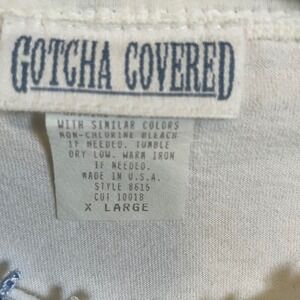 GOTCHA COVERED
WITH SIMILAR COLORS
NON-CHLORINE BLEACH
IF NEEDED. TUMBLE
DRY LOW. WARM IRON
IF NEEDED.
MADE IN U.S.A.
STYLE 8615
CUT 10018
X LARGE